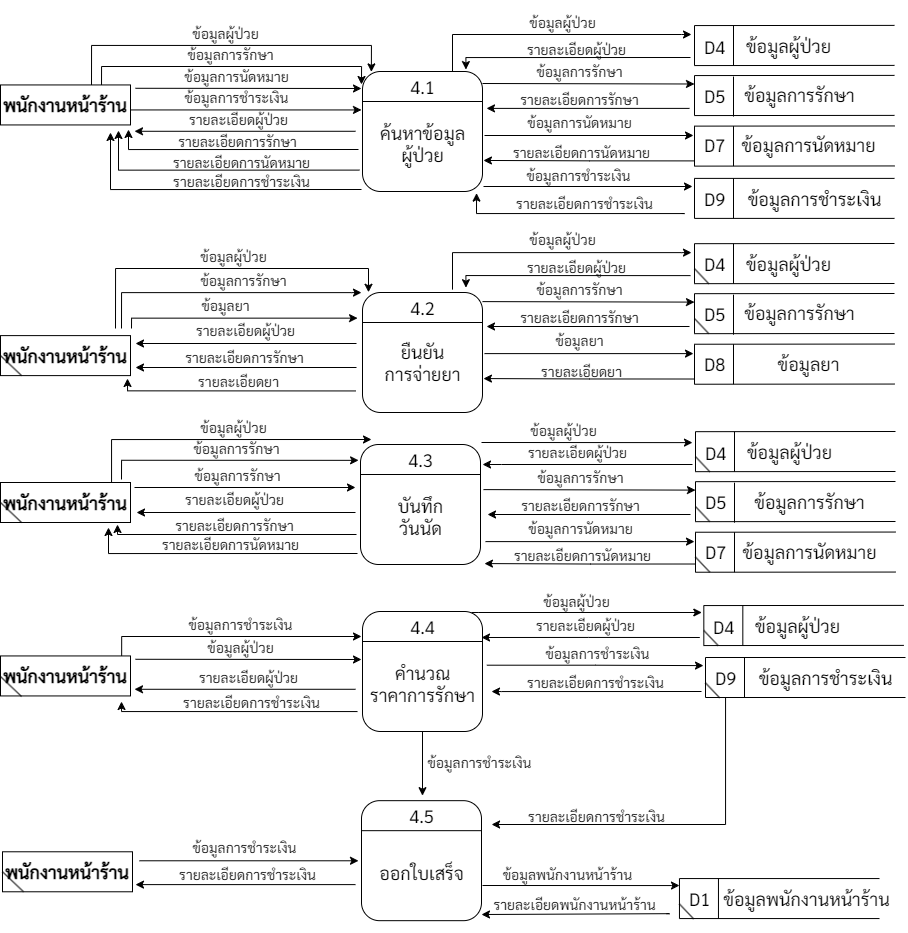 ข้อมูลผู้ป่วย
ข้อมูลการรักษา
ข้อมูลการนัดหมาย
ข้อมูลการชำระเงิน
พนักงานหน้าร้าน
รายละเอียดผู้ป่วย
รายละเอียดการรักษา
รายละเอียดการนัดหมาย
รายละเอียดการชำระเงิน
4.1
ค้นหาข้อมูล
ผู้ป่วย
ข้อมูลผู้ป่วย
รายละเอียดผู้ป่วย
ข้อมูลการรักษา
รายละเอียดการรักษา
ข้อมูลการนัดหมาย
รายละเอียดการนัดหมาย
ข้อมูลการชำระเงิน
รายละเอียดการชำระเงิน
D4 ข้อมูลผู้ป่วย
D5 ข้อมูลการรักษา
D7 ข้อมูลการนัดหมาย
D9 ข้อมูลการชำระเงิน
ข้อมูลผู้ป่วย
ข้อมูลการรักษา
ข้อมูลยา
รายละเอียดผู้ป่วย
พนักงานหน้าร้าน
รายละเอียดการรักษา
รายละเอียดยา
4.2
ยืนยัน
การจ่ายยา
ข้อมูลผู้ป่วย
รายละเอียดผู้ป่วย
ข้อมูลการรักษา
รายละเอียดการรักษา
ข้อมูลยา
รายละเอียดยา
D4 ข้อมูลผู้ป่วย
D5 ข้อมูลการรักษา
D8 ข้อมูลยา
ข้อมูลผู้ป่วย
ข้อมูลการรักษา
ข้อมูลการรักษา
พนักงานหน้าร้าน
รายละเอียดผู้ป่วย
รายละเอียดการรักษา
รายละเอียดการนัดหมาย
4.3
บันทึก
วันนัด
ข้อมูลผู้ป่วย
รายละเอียดผู้ป่วย
ข้อมูลการรักษา
รายละเอียดการรักษา
ข้อมูลการนัดหมาย
รายละเอียดการนัดหมาย
D4 ข้อมูลผู้ป่วย
D5 ข้อมูลการรักษา
D7 ข้อมูลการนัดหมาย
ข้อมูลการชำระเงิน
ข้อมูลผู้ป่วย
พนักงานหน้าร้าน
รายละเอียดผู้ป่วย
รายละเอียดการชำระเงิน
4.4
คำนวณ
ราคาการรักษา
ข้อมูลผู้ป่วย
รายละเอียดผู้ป่วย
ข้อมูลการชำระเงิน
รายละเอียดการชำระเงิน
D4 ข้อมูลผู้ป่วย
D9 ข้อมูลการชำระเงิน
ข้อมูลการชำระเงิน
รายละเอียดการชำระเงิน
ข้อมูลการชำระเงิน
พนักงานหน้าร้าน
รายละเอียดการชำระเงิน
4.5
ออกใบเสร็จ
ข้อมูลพนักงานหน้าร้าน
รายละเอียดพนักงานหน้าร้าน
D1 ข้อมูลพนักงานหน้าร้าน